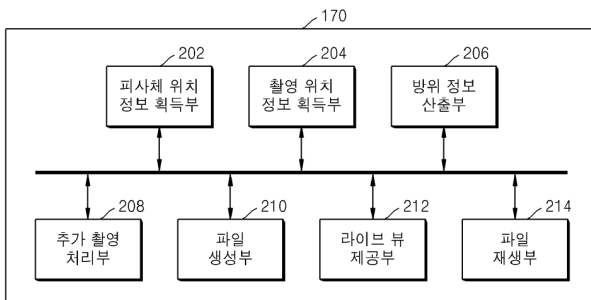 170
202
피사체 위치
정보 획득부
204
촬영 위치
정보 획득부
206
방위 정보
산출부
208
추가 촬영
처리부
210
파일
생성부
212
라이브 뷰
제공부
214
파일
재생부